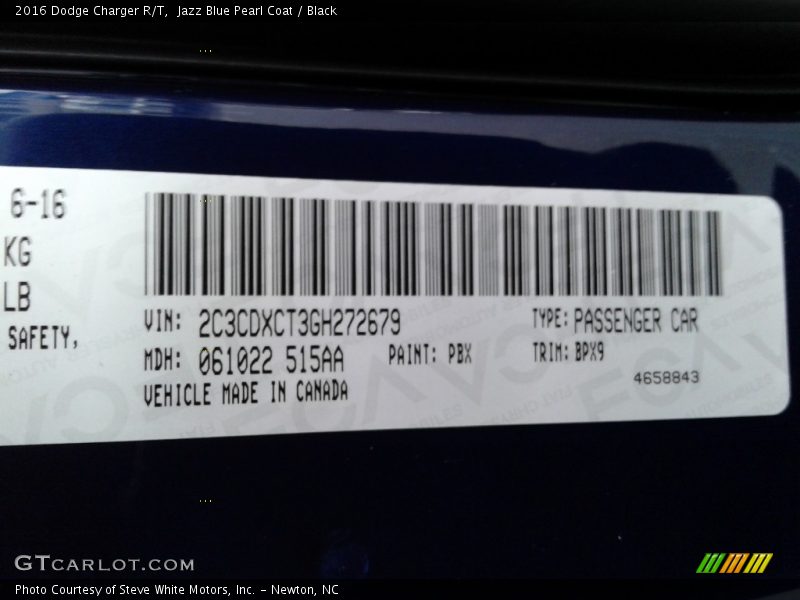 2016 Dodge Charger R/T, Jazz Blue Pearl Coat / Black
6-16
KG
LB
SAFETY,
VIN: 2C3CDXCT3GH272679
TYPE: PASSENGER CAR
MDH: 061022 515AA
PAINT: PBX
TRIM: BPX9
VEHICLE MADE IN CANADA
4658843
GTCARLOT.COM
Photo Courtesy of Steve White Motors, Inc. – Newton, NC